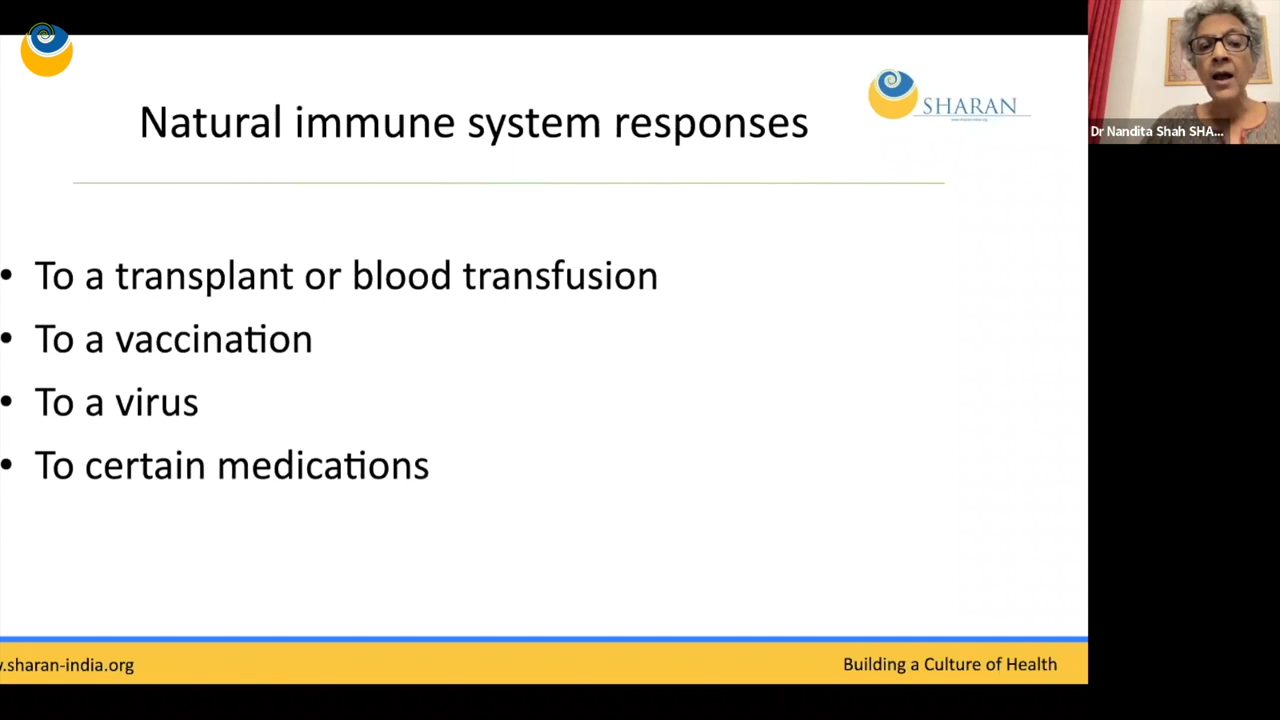 Natural immune system responses
SHARAN
Dr Nandita Shah SHA...
• To a transplant or blood transfusion
• To a vaccination
• To a virus
• To certain medications
.sharan-india.org
Building a Culture of Health